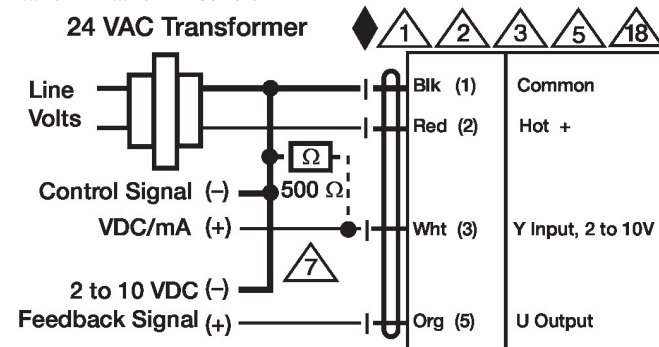 24 VAC Transformer
1 2 3 5 18
Line
Volts
Blk (1) Common
Red (2) Hot +
Ω
500 Ω
Control Signal (–)
VDC/mA (+)
Wht (3) Y Input, 2 to 10V
7
2 to 10 VDC (–)
Feedback Signal (+)
Org (5) U Output